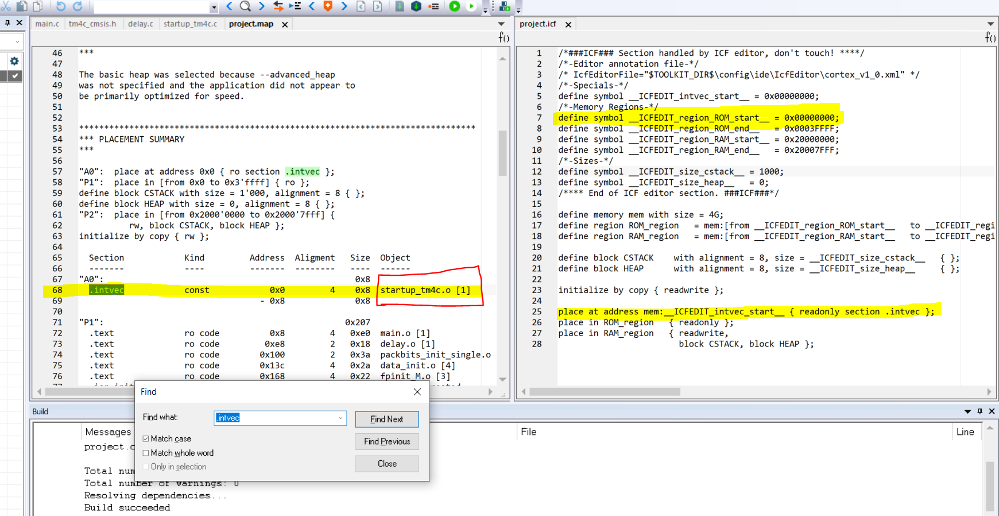 main.c tm4c_cmsis.h delay.c startup_tm4c.c project.map
46 ***
47
48 The basic heap was selected because --advanced_heap
49 was not specified and the application did not appear to
50 be primarily optimized for speed.
51
52
53 *******************************************************************************
54 *** PLACEMENT SUMMARY
55 ***
56
57 "A0":  place at address 0x0 { ro section .intvec };
58 "P1":  place in [from 0x0 to 0x3'ffff] { ro };
59 define block CSTACK with size = 1'000, alignment = 8 { };
60 define block HEAP with size = 0, alignment = 8 { };
61 "P2":  place in [from 0x2000'0000 to 0x2000'7fff] {
62 rw, block CSTACK, block HEAP };
63 initialize by copy { rw };
64
65 Section Kind Address Aligment Size Object
66 ------- ---- ------- -------- ---- ------
67 "A0": 0x8
68 .intvec const 0x0 4 0x8 startup_tm4c.o [1]
69 - 0x8 0x8
70
71 "P1": 0x207
72 .text ro code 0x8 4 0xe0 main.o [1]
73 .text ro code 0xe8 2 0x18 delay.o [1]
74 .text ro code 0x100 2 0x3a packbits_init_single.o
75 .text ro code 0x13c 4 0x2a data_init.o [4]
76 .text ro code 0x168 4 0x22 fpinit_M.o [3]
project.icf
f()
f()
1 /*###ICF### Section handled by ICF editor, don't touch! ****/
2 /*-Editor annotation file-*/
3 /* IcfEditorFile="$TOOLKIT_DIR$\config\ide\IcfEditor\cortex_v1_0.xml" */
4 /*-Specials-*/
5 define symbol __ICFEDIT_intvec_start__ = 0x00000000;
6 /*-Memory Regions-*/
7 define symbol __ICFEDIT_region_ROM_start__ = 0x00000000;
8 define symbol __ICFEDIT_region_ROM_end__   = 0x0003FFFF;
9 define symbol __ICFEDIT_region_RAM_start__ = 0x20000000;
10 define symbol __ICFEDIT_region_RAM_end__   = 0x20007FFF;
11 /*-Sizes-*/
12 define symbol __ICFEDIT_size_cstack__ = 1000;
13 define symbol __ICFEDIT_size_heap__   = 0;
14 /**** End of ICF editor section. ###ICF###*/
15
16 define memory mem with size = 4G;
17 define region ROM_region   = mem:[from __ICFEDIT_region_ROM_start__   to __ICFEDIT_regi
18 define region RAM_region   = mem:[from __ICFEDIT_region_RAM_start__   to __ICFEDIT_regi
19
20 define block CSTACK    with alignment = 8, size = __ICFEDIT_size_cstack__   { };
21 define block HEAP      with alignment = 8, size = __ICFEDIT_size_heap__     { };
22
23 initialize by copy { readwrite };
24
25 place at address mem:__ICFEDIT_intvec_start__ { readonly section .intvec };
26 place in ROM_region   { readonly };
27 place in RAM_region   { readwrite,
28 block CSTACK, block HEAP };
Find
Find what: .intvec Find Next
Match case Find Previous
Match whole word
Only in selection Close
Build
Messages File Line
Total number of warnings: 0
Resolving dependencies...
Build succeeded